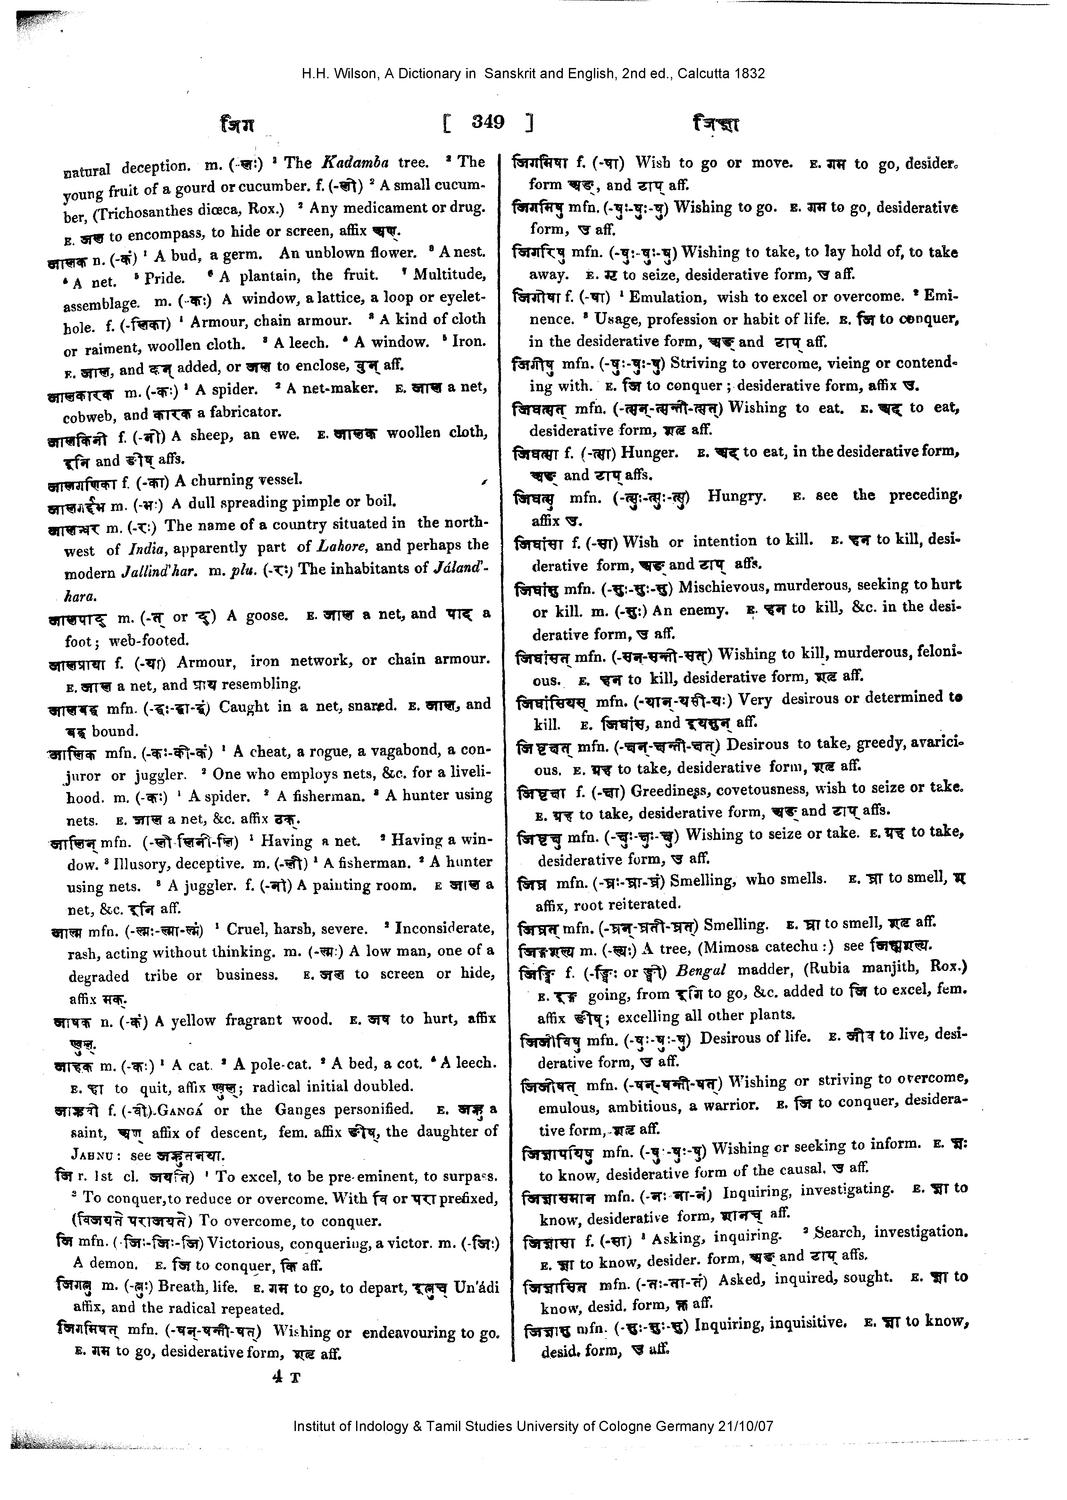 H.H. Wilson, A Dictionary in Sanskrit and English, 2nd ed., Calcutta 1832
जिग [ 349 ] जिज्ञा
natural deception. m. (-लः) ¹ The Kadamba tree. ² The
young fruit of a gourd or cucumber. f. (-ली) ² A small cucum-
ber, (Trichosanthes diœca, Rox.) ² Any medicament or drug.
E. जल to encompass, to hide or screen, affix षण्.
जालक n. (-कं) ¹ A bud, a germ. An unblown flower. ³ A nest.
⁴ A net. ⁵ Pride. ⁶ A plantain, the fruit. ⁷ Multitude,
assemblage. m. (-कः) A window, a lattice, a loop or eyelet-
hole. f. (-लिका) ¹ Armour, chain armour. ² A kind of cloth
or raiment, woollen cloth. ³ A leech. ⁴ A window. ⁵ Iron.
E. जाल, and कन् added, or जल to enclose, वुन् aff.
जालकारक m. (-कः) ¹ A spider. ² A net-maker. E. जाल a net,
cobweb, and कारक a fabricator.
जालकिनी f. (-नी) A sheep, an ewe. E. जालक woollen cloth,
इनि and ङीष् affs.
जालगणिका f. (-का) A churning vessel.
जालगर्द्दभ m. (-भः) A dull spreading pimple or boil.
जालन्धर m. (-रः) The name of a country situated in the north-
west of India, apparently part of Lahore, and perhaps the
modern Jallind'har. m. plu. (-राः) The inhabitants of Jáland'-
hara.
जालपाद् m. (-त् or द्) A goose. E. जाल a net, and पाद a
foot; web-footed.
जालप्राया f. (-या) Armour, iron network, or chain armour.
E. जाल a net, and प्राय resembling.
जालबद्ध mfn. (-द्धः-द्धा-द्धं) Caught in a net, snared. E. जाल, and
बद्ध bound.
जालिक mfn. (-कः-की-कं) ¹ A cheat, a rogue, a vagabond, a con-
juror or juggler. ² One who employs nets, &c. for a liveli-
hood. m. (-कः) ¹ A spider. ² A fisherman. ³ A hunter using
nets. E. जाल a net, &c. affix ठक्.
जालिन् mfn. (-ली-लिनी-लि) ¹ Having a net. ² Having a win-
dow. ³ Illusory, deceptive. m. (-ली) ¹ A fisherman. ² A hunter
using nets. ³ A juggler. f. (-नी) A painting room. E जाल a
net, &c. इनि aff.
जाल्म mfn. (-ल्मः-ल्मा-ल्मं) ¹ Cruel, harsh, severe. ² Inconsiderate,
rash, acting without thinking. m. (-ल्मः) A low man, one of a
degraded tribe or business. E. जल to screen or hide,
affix मक्.
जाषक n. (-कं) A yellow fragrant wood. E. जष to hurt, affix
ण्वुल्.
जाहक m. (-कः) ¹ A cat. ² A pole-cat. ³ A bed, a cot. ⁴ A leech.
E. हा to quit, affix ण्वुल्; radical initial doubled.
जाह्नवी f. (-वी). GANGÁ or the Ganges personified. E. जह्नु a
saint, अण् affix of descent, fem. affix ङीष्, the daughter of
JAHNU: see जह्नुतनया.
जि r. 1st cl. जयति) ¹ To excel, to be pre-eminent, to surpass.
² To conquer, to reduce or overcome. With वि or परा prefixed,
(विजयते पराजयते) To overcome, to conquer.
जि mfn. (-जिः-जिः-जि) Victorious, conquering, a victor. m. (-जिः)
A demon. E. जि to conquer, कि aff.
जिगत्नु m. (-त्नुः) Breath, life. E. गम to go, to depart, इत्नुच् Un'ádi
affix, and the radical repeated.
जिगमिषत् mfn. (-षन्-षन्ती-षत्) Wishing or endeavouring to go.
E. गम to go, desiderative form, शतृ aff.
4 T
जिगमिषा f. (-षा) Wish to go or move. E. गम to go, desider.
form अङ्, and टाप् aff.
जिगमिषु mfn. (-षुः-षुः-षु) Wishing to go. E. गम to go, desiderative
form, उ aff.
जिगरिषु mfn. (-षुः-षुः-षु) Wishing to take, to lay hold of, to take
away. E. गॄ to seize, desiderative form, उ aff.
जिगीषा f. (-षा) ¹ Emulation, wish to excel or overcome. ² Emi-
nence. ³ Usage, profession or habit of life. E. जि to conquer,
in the desiderative form, अङ् and टाप् aff.
जिगीषु mfn. (-षुः-षुः-षु) Striving to overcome, vieing or contend-
ing with. E. जि to conquer; desiderative form, affix उ.
जिघत्सत् mfn. (-त्सन्-त्सन्ती-त्सत्) Wishing to eat. E. अद् to eat,
desiderative form, शतृ aff.
जिघत्सा f. (-त्सा) Hunger. E. अद to eat, in the desiderative form,
अङ् and टाप् affs.
जिघत्सु mfn. (-त्सुः-त्सुः-त्सु) Hungry. E. see the preceding,
affix उ.
जिघांसा f. (-सा) Wish or intention to kill. E. हन to kill, desi-
derative form, अङ् and टाप् affs.
जिघांसु mfn. (-सुः-सुः-सु) Mischievous, murderous, seeking to hurt
or kill. m. (-सुः) An enemy. E. हन to kill, &c. in the desi-
derative form, उ aff.
जिघांसत् mfn. (-सन्-सन्ती-सत्) Wishing to kill, murderous, feloni-
ous. E. हन to kill, desiderative form, शतृ aff.
जिघांसियस् mfn. (-यान्-यसी-यः) Very desirous or determined to
kill. E. जिघांस, and इयसुन् aff.
जिघृक्षत् mfn. (-क्षन्-क्षन्ती-क्षत्) Desirous to take, greedy, avarici-
ous. E. ग्रह to take, desiderative form, शतृ aff.
जिघृक्षा f. (-क्षा) Greediness, covetousness, wish to seize or take.
E. ग्रह to take, desiderative form, अङ् and टाप् affs.
जिघृक्षु mfn. (-क्षुः-क्षुः-क्षु) Wishing to seize or take. E. ग्रह to take,
desiderative form, उ aff.
जिघ्र mfn. (-घ्रः-घ्रा-घ्रं) Smelling, who smells. E. घ्रा to smell, श
affix, root reiterated.
जिघ्रत् mfn. (-घ्रन्-घ्रती-घ्रत्) Smelling. E. घ्रा to smell, शतृ aff.
जिङ्गशल्य m. (-ल्यः) A tree, (Mimosa catechu :) see जिह्मशल्य.
जिङ्गि f. (-ङ्गिः or ङ्गी) Bengal madder, (Rubia manjith, Rox.)
E. इङ्ग going, from इगि to go, &c. added to जि to excel, fem.
affix ङीष्; excelling all other plants.
जिजीविषु mfn. (-षुः-षुः-षु) Desirous of life. E. जीव to live, desi-
derative form, उ aff.
जिजीषत् mfn. (-षन्-षन्ती-षत्) Wishing or striving to overcome,
emulous, ambitious, a warrior. E. जि to conquer, desidera-
tive form, शतृ aff.
जिज्ञापयिषु mfn. (-षुः-षुः-षु) Wishing or seeking to inform. E. ज्ञा
to know, desiderative form of the causal. उ aff.
जिज्ञासमान mfn. (-नः-ना-नं) Inquiring, investigating. E. ज्ञा to
know, desiderative form, शानच् aff.
जिज्ञासा f. (-सा) ¹ Asking, inquiring. ² Search, investigation.
E. ज्ञा to know, desider. form, अङ् and टाप् affs.
जिज्ञासित mfn. (-तः-ता-तं) Asked, inquired, sought. E. ज्ञा to
know, desid. form, क्त aff.
जिज्ञासु mfn. (-सुः-सुः-सु) Inquiring, inquisitive. E. ज्ञा to know,
desid. form, उ aff.
Institut of Indology & Tamil Studies University of Cologne Germany 21/10/07